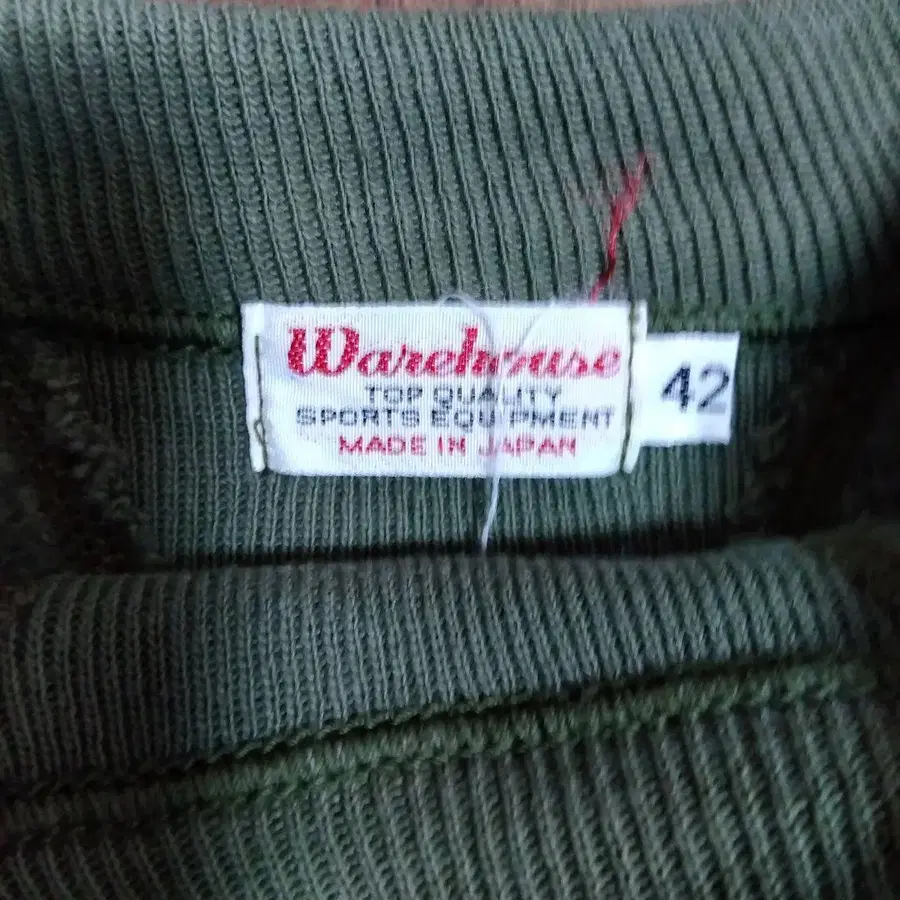 Warehouse
TOP QUALITY
SPORTS EQUIPMENT
MADE IN JAPAN
42